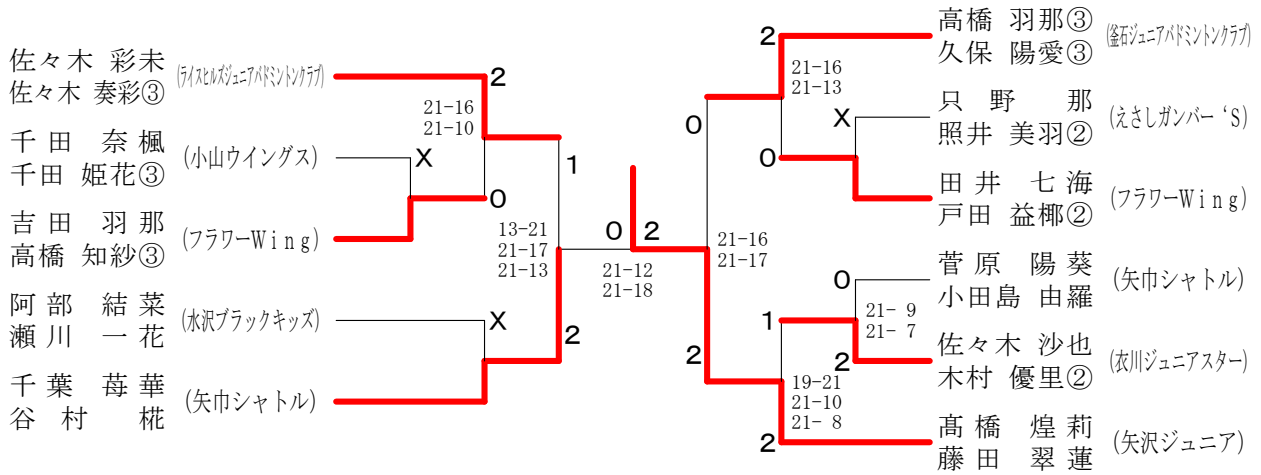 佐々木 彩未
佐々木 奏彩③
(ライスヒルズジュニアバドミントンクラブ)
2
21-16
21-10
千田 奈楓
千田 姫花③
(小山ウイングス)
X
0
吉田 羽那
高橋 知紗③
(フラワーWing)
1
13-21
21-17
21-13
阿部 結菜
瀬川 一花
(水沢ブラックキッズ)
X
2
千葉 苺華
谷村 椛
(矢巾シャトル)
0 2
21-12
21-18
高橋 羽那③
久保 陽愛③
(釜石ジュニアバドミントンクラブ)
2
21-16
21-13
0
只野 那
照井 美羽②
(えさしガンバー‘S)
X
0
田井 七海
戸田 益椰②
(フラワーWing)
21-16
21-17
菅原 陽葵
小田島 由羅
(矢巾シャトル)
0
21- 9
21- 7
1
佐々木 沙也
木村 優里②
(衣川ジュニアスター)
2
2
19-21
21-10
21- 8
髙橋 煌莉
藤田 翠蓮
(矢沢ジュニア)
2